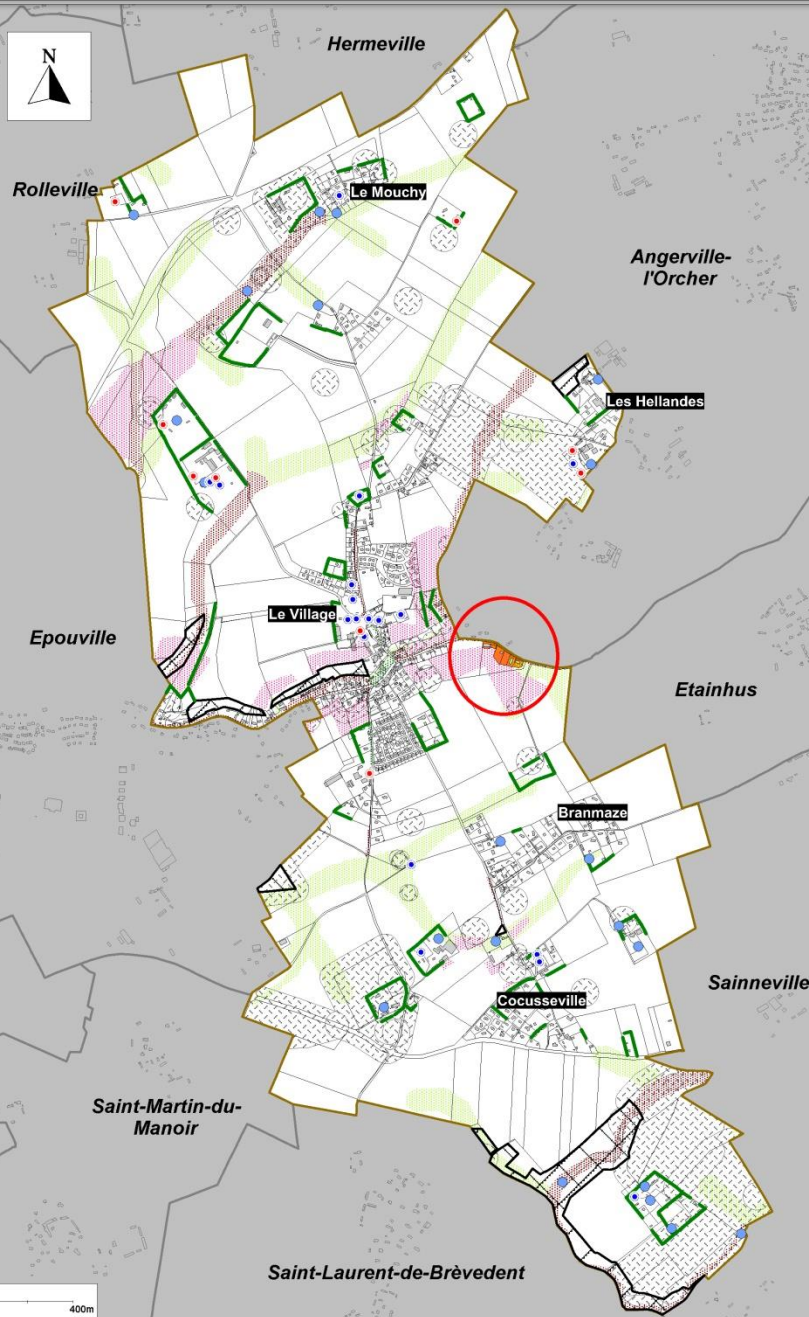 Hermeville
N
Rolleville
Le Mouchy
Angerville-
l'Orcher
Les Hellandes
Le Village
Epouville
Etainhus
Branmaze
Sainneville
Cocusseville
Saint-Martin-du-
Manoir
Saint-Laurent-de-Brèvedent
400m